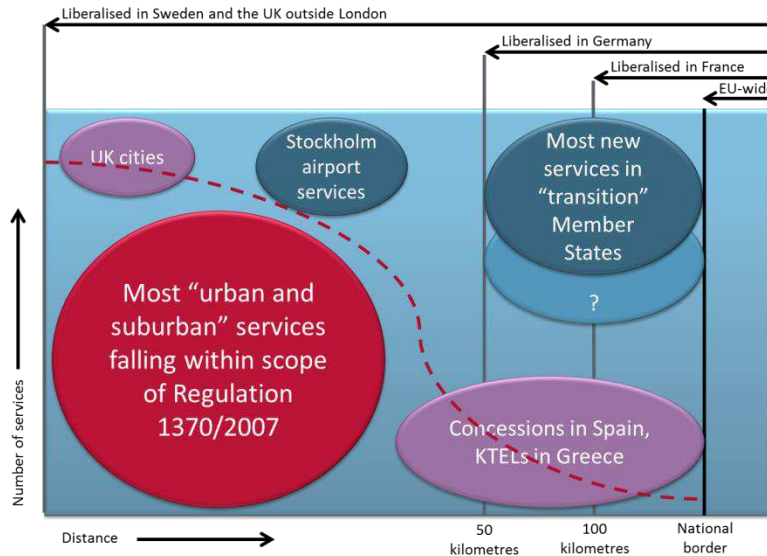 Liberalised in Sweden and the UK outside London
Liberalised in Germany
Liberalised in France
EU-wide
UK cities
Stockholm
airport
services
Most new
services in
“transition”
Member
States
?
Most “urban and
suburban” services
falling within scope
of Regulation
1370/2007
Concessions in Spain,
KTELs in Greece
Number of services
Distance
50
kilometres
100
kilometres
National
border